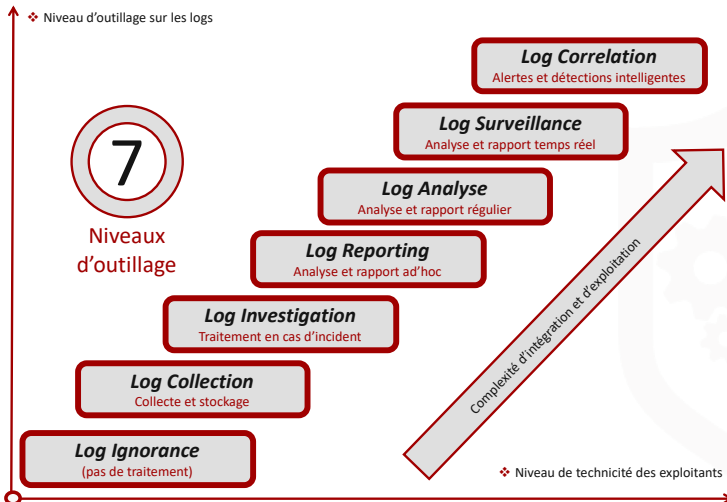 ❖ Niveau d'outillage sur les logs
Log Correlation
Alertes et détections intelligentes
Log Surveillance
Analyse et rapport temps réel
7
Niveaux
d'outillage
Log Analyse
Analyse et rapport régulier
Log Reporting
Analyse et rapport ad'hoc
Log Investigation
Traitement en cas d'incident
Log Collection
Collecte et stockage
Log Ignorance
(pas de traitement)
Complexité d'intégration et d'exploitation
❖ Niveau de technicité des exploitants